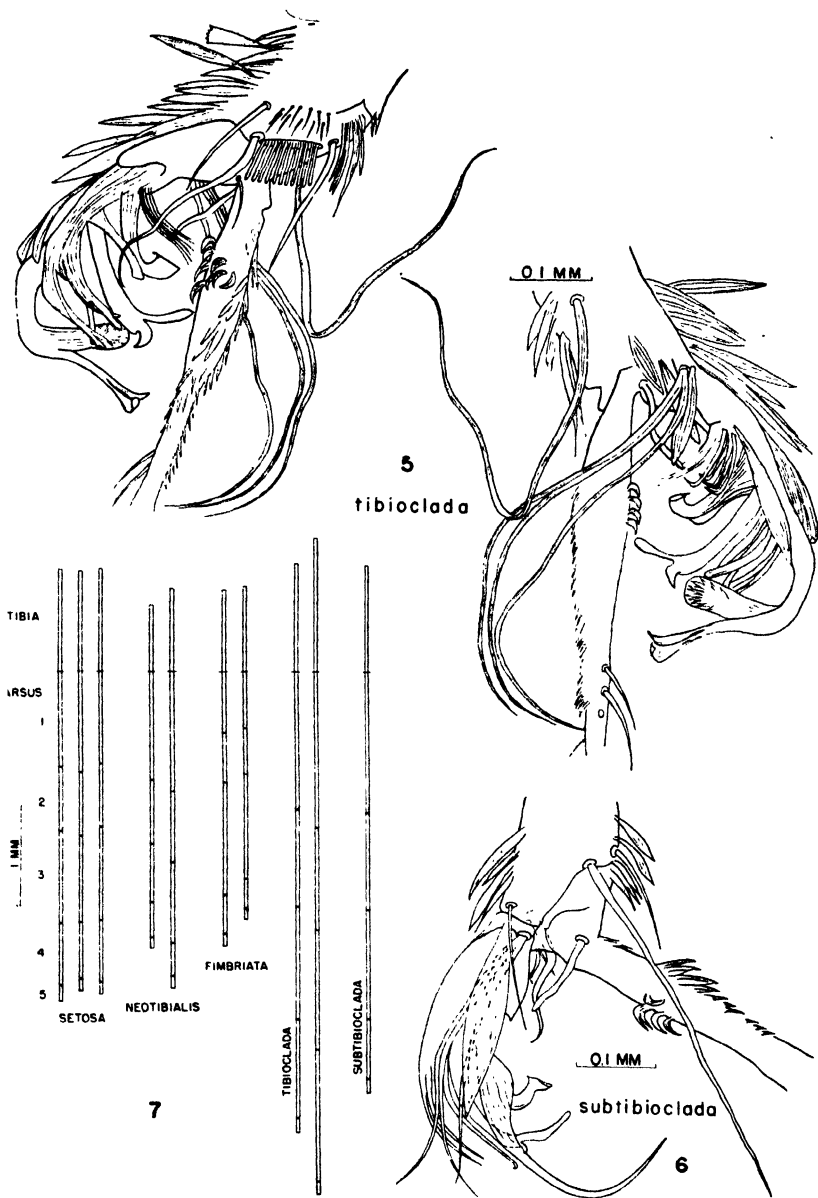 0.1 MM
5
tibioclada
TIBIA
ARSUS
1
2
1 MM
3
4
5
SETOSA
NEOTIBIALIS
FIMBRIATA
TIBIOCLADA
SUBTIBIOCLADA
7
0.1 MM
subtibioclada
6